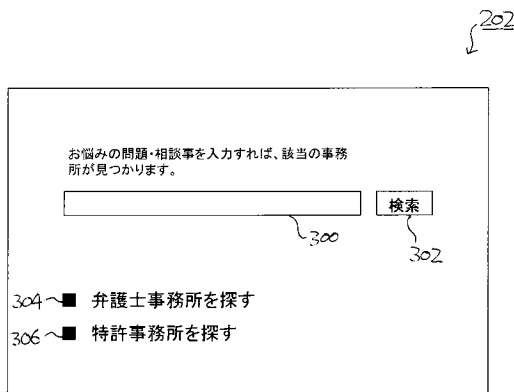 202
お悩みの問題・相談事を入力すれば、該当の事務
所が見つかります。
検索
300
302
304 ■ 弁護士事務所を探す
306 ■ 特許事務所を探す